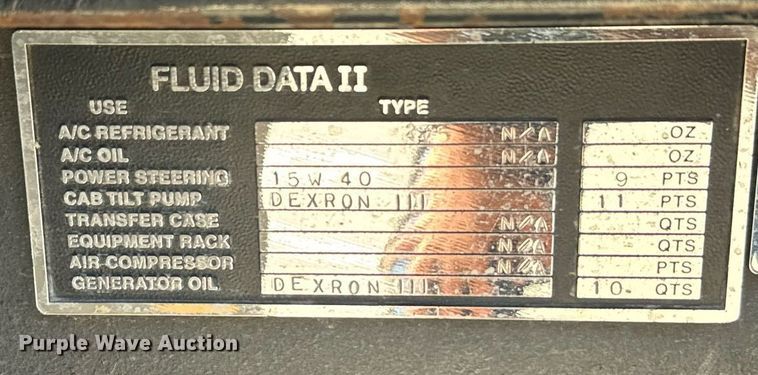 FLUID DATA II
USE TYPE
A/C REFRIGERANT N/A OZ
A/C OIL N/A OZ
POWER STEERING 15W 40 9 PTS
CAB TILT PUMP DEXRON III 11 PTS
TRANSFER CASE N/A QTS
EQUIPMENT RACK N/A QTS
AIR COMPRESSOR N/A PTS
GENERATOR OIL DEXRON III 10 QTS
Purple Wave Auction